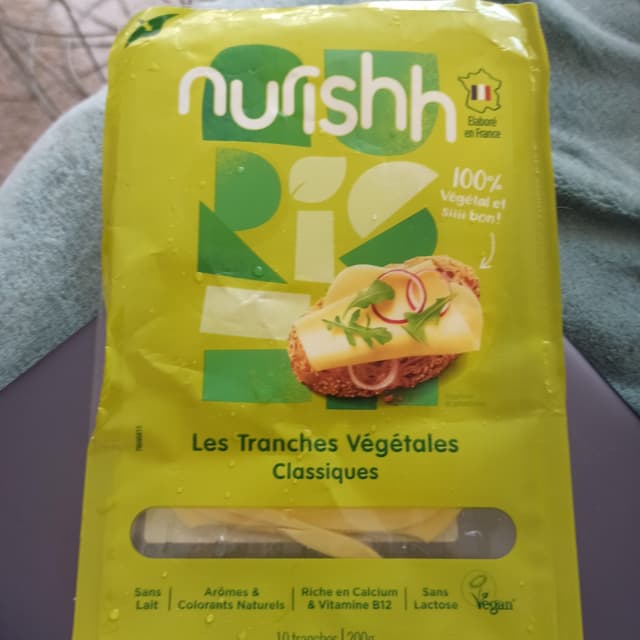 nurishh
Elaboré
en France
100%
Végétal et
siiii bon!
Les Tranches Végétales
Classiques
Sans
Lait
Arômes &
Colorants Naturels
Riche en Calcium
& Vitamine B12
Sans
Lactose
Vegan
10 tranches | 200g